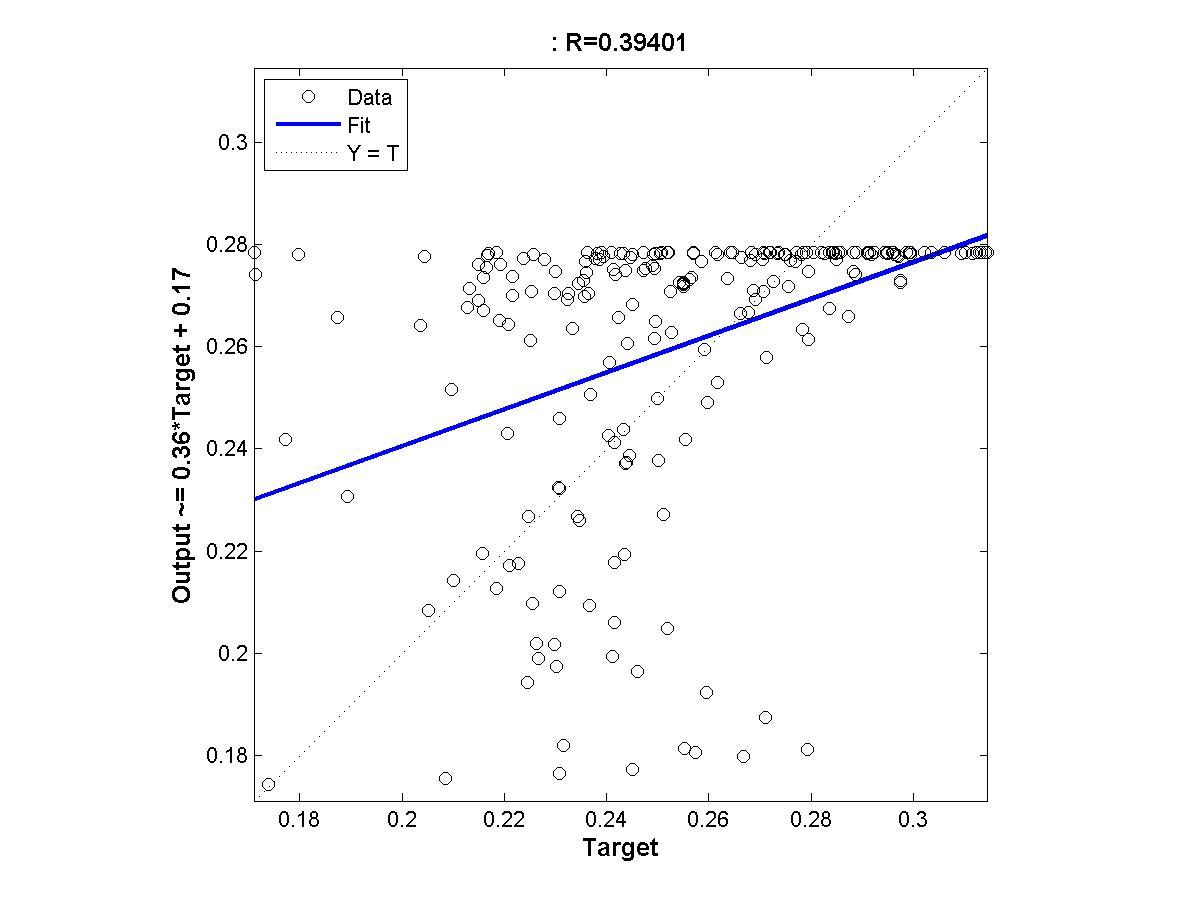 : R=0.39401
Data
Fit
Y = T
0.3
0.28
0.26
0.24
0.22
0.2
0.18
Output ~= 0.36*Target + 0.17
0.18 0.2 0.22 0.24 0.26 0.28 0.3
Target